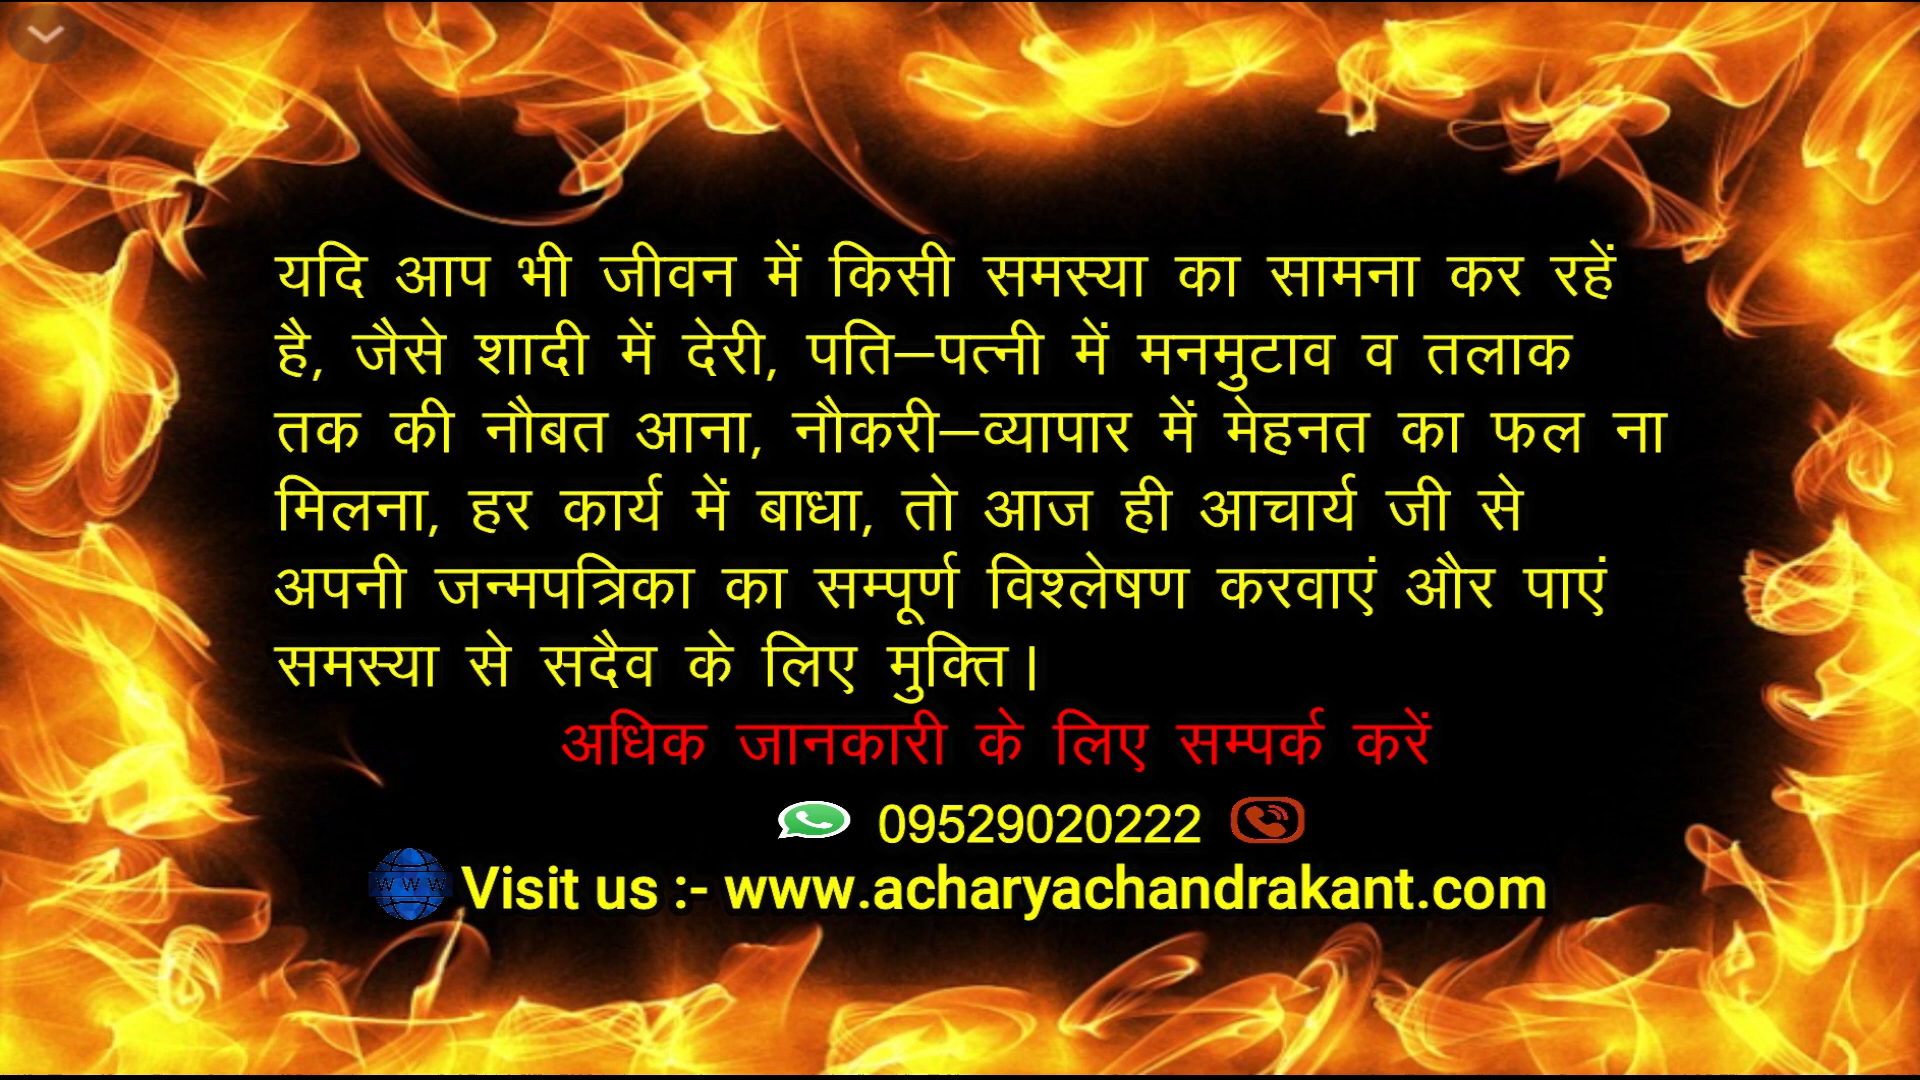 यदि आप भी जीवन में किसी समस्या का सामना कर रहें
है, जैसे शादी में देरी, पति–पत्नी में मनमुटाव व तलाक
तक की नौबत आना, नौकरी–व्यापार में मेहनत का फल ना
मिलना, हर कार्य में बाधा, तो आज ही आचार्य जी से
अपनी जन्मपत्रिका का सम्पूर्ण विश्लेषण करवाएं और पाएं
समस्या से सदैव के लिए मुक्ति।
अधिक जानकारी के लिए सम्पर्क करें
09529020222
WWW Visit us :- www.acharyachandrakant.com